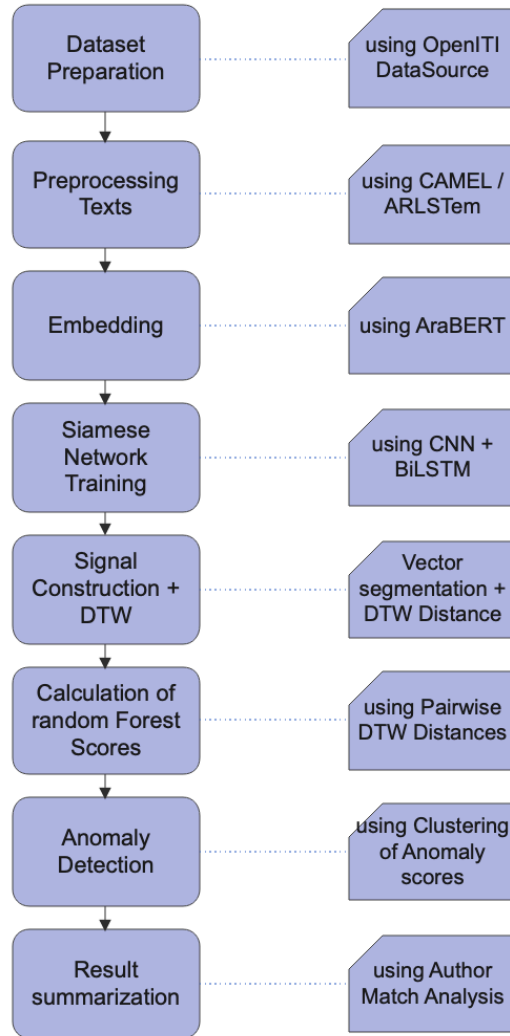 Dataset
Preparation
using OpenITI
DataSource
Preprocessing
Texts
using CAMEL /
ARLSTem
Embedding
using AraBERT
Siamese
Network
Training
using CNN +
BiLSTM
Signal
Construction +
DTW
Vector
segmentation +
DTW Distance
Calculation of
random Forest
Scores
using Pairwise
DTW Distances
Anomaly
Detection
using Clustering
of Anomaly
scores
Result
summarization
using Author
Match Analysis